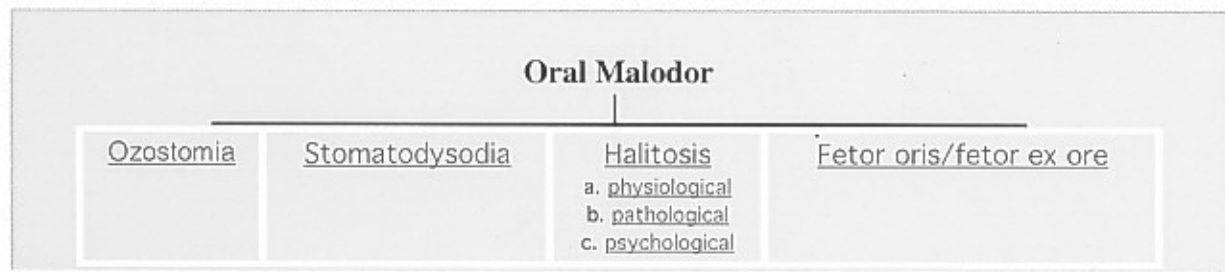 Oral Malodor
Ozostomia
Stomatodysodia
Halitosis
a. physiological
b. pathological
c. psychological
Fetor oris/fetor ex ore